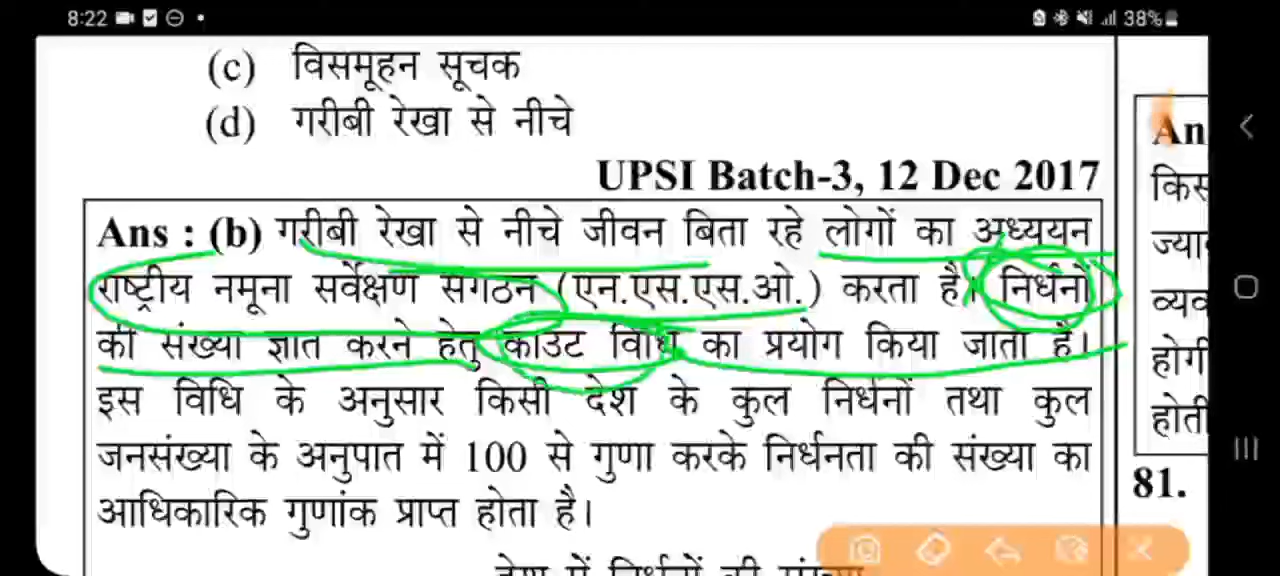 8:22
38%
(c) विसमूहन सूचक
(d) गरीबी रेखा से नीचे
UPSI Batch-3, 12 Dec 2017
Ans : (b) गरीबी रेखा से नीचे जीवन बिता रहे लोगों का अध्ययन
राष्ट्रीय नमूना सर्वेक्षण संगठन (एन.एस.एस.ओ.) करता है। निर्धनों
की संख्या ज्ञात करने हेतु काउंट विधि का प्रयोग किया जाता है।
इस विधि के अनुसार किसी देश के कुल निर्धनों तथा कुल
जनसंख्या के अनुपात में 100 से गुणा करके निर्धनता की संख्या का
आधिकारिक गुणांक प्राप्त होता है।
देश में निर्धनों की संख्या
An
किस
ज्या
व्यव
होगी
होती
81.